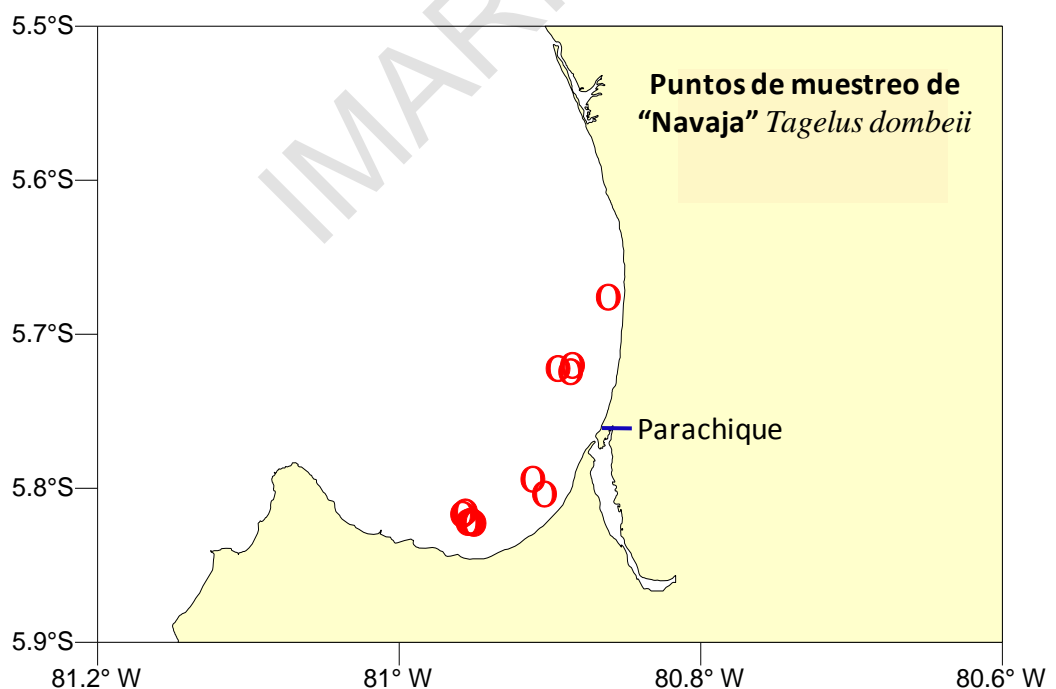 5.5°S
Puntos de muestreo de
“Navaja” Tagelus dombeii
5.6°S
5.7°S
Parachique
5.8°S
5.9°S
81.2° W
81° W
80.8° W
80.6° W